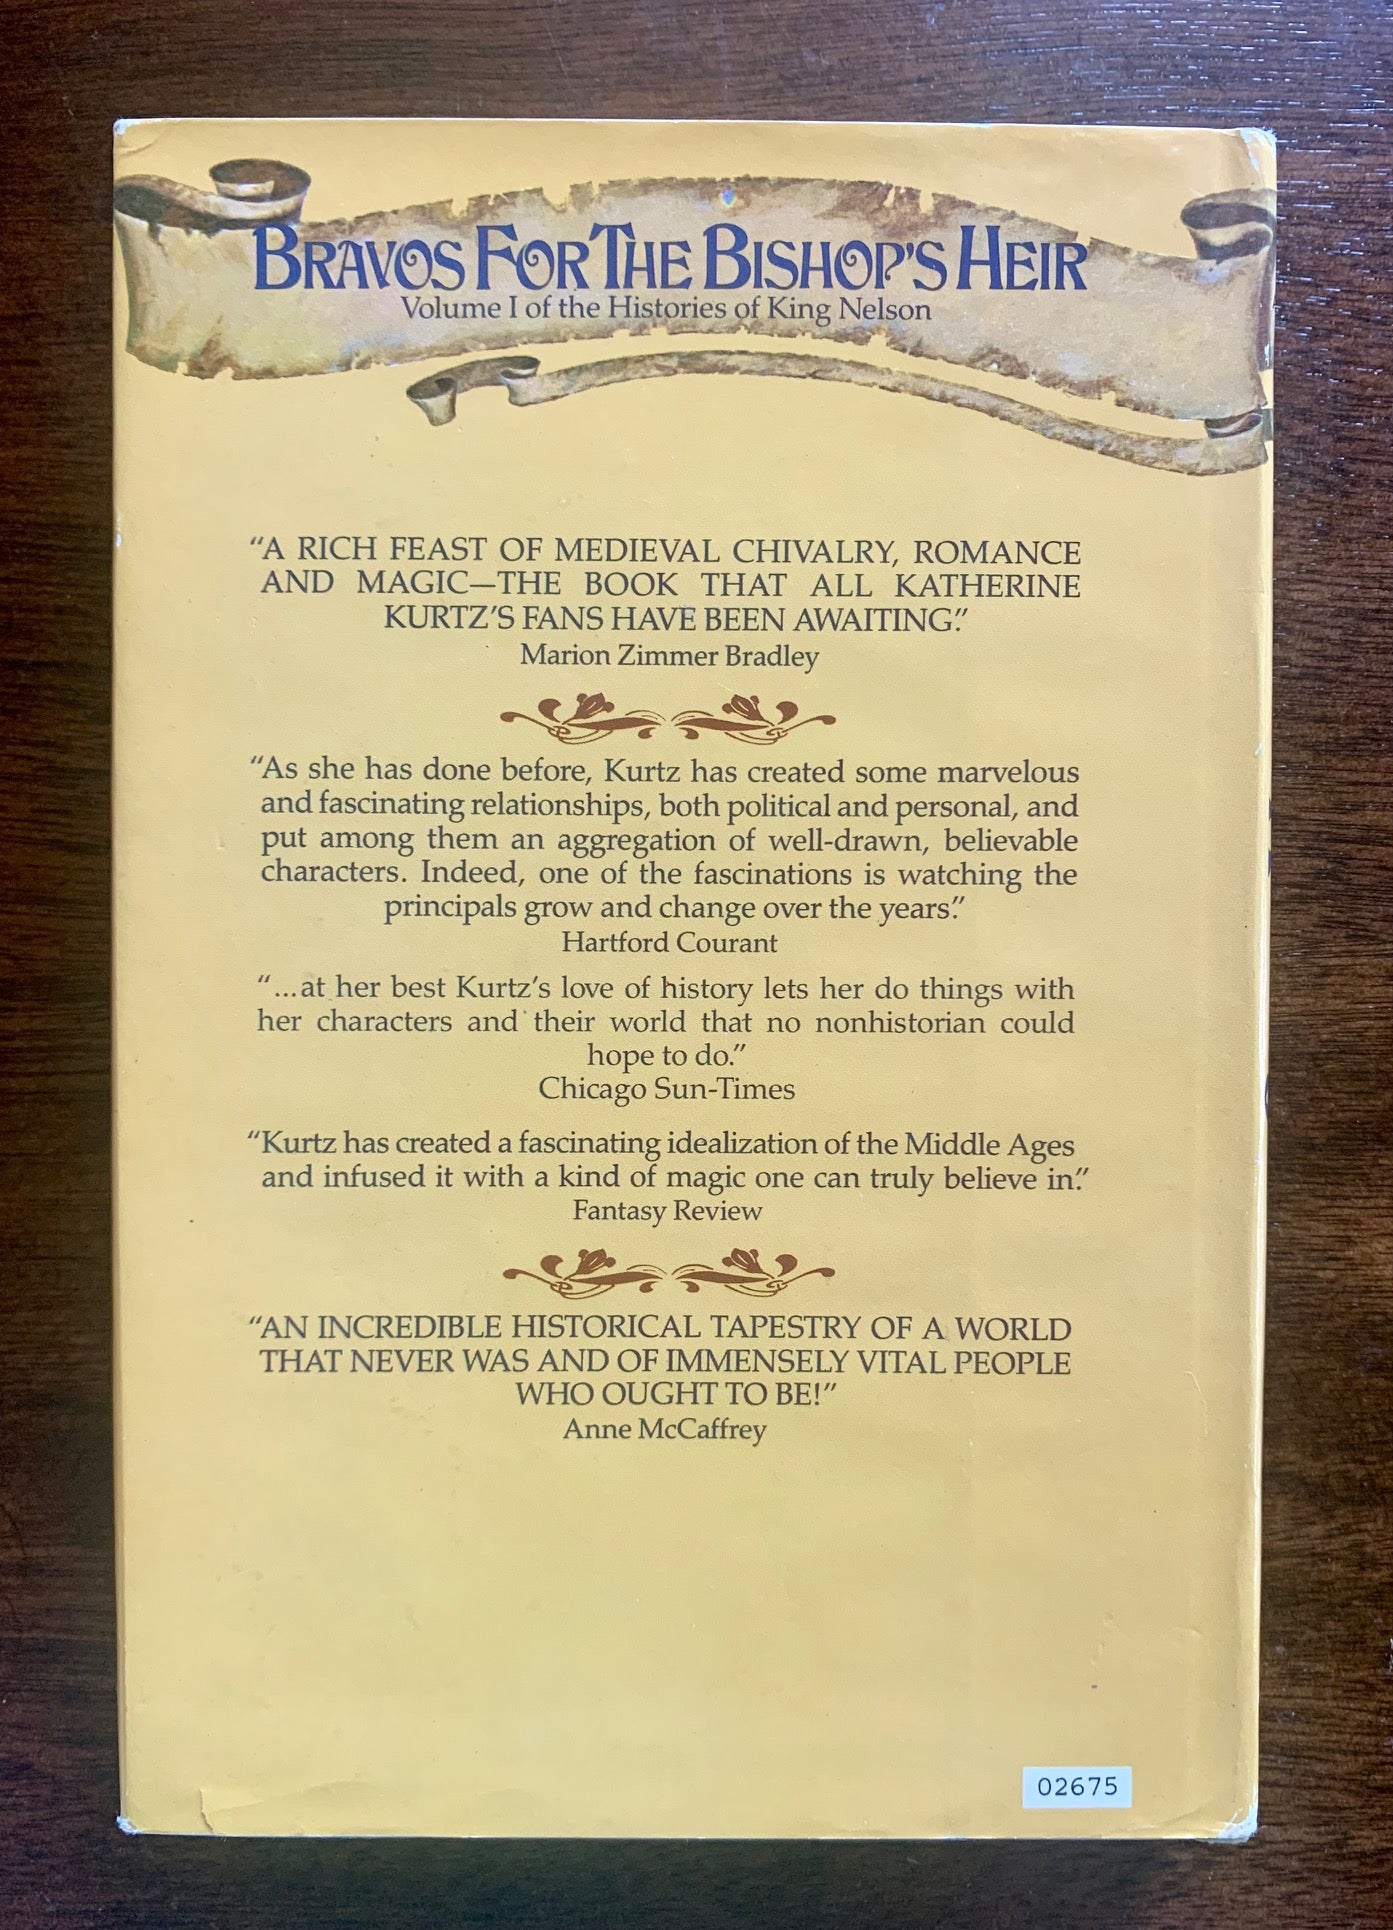 BRAVOS FOR THE BISHOP'S HEIR
Volume I of the Histories of King Nelson
“A RICH FEAST OF MEDIEVAL CHIVALRY, ROMANCE
AND MAGIC—THE BOOK THAT ALL KATHERINE
KURTZ’S FANS HAVE BEEN AWAITING.”
Marion Zimmer Bradley
“As she has done before, Kurtz has created some marvelous
and fascinating relationships, both political and personal, and
put among them an aggregation of well-drawn, believable
characters. Indeed, one of the fascinations is watching the
principals grow and change over the years.”
Hartford Courant
“...at her best Kurtz’s love of history lets her do things with
her characters and their world that no nonhistorian could
hope to do.”
Chicago Sun-Times
“Kurtz has created a fascinating idealization of the Middle Ages
and infused it with a kind of magic one can truly believe in.”
Fantasy Review
“AN INCREDIBLE HISTORICAL TAPESTRY OF A WORLD
THAT NEVER WAS AND OF IMMENSELY VITAL PEOPLE
WHO OUGHT TO BE!”
Anne McCaffrey
02675